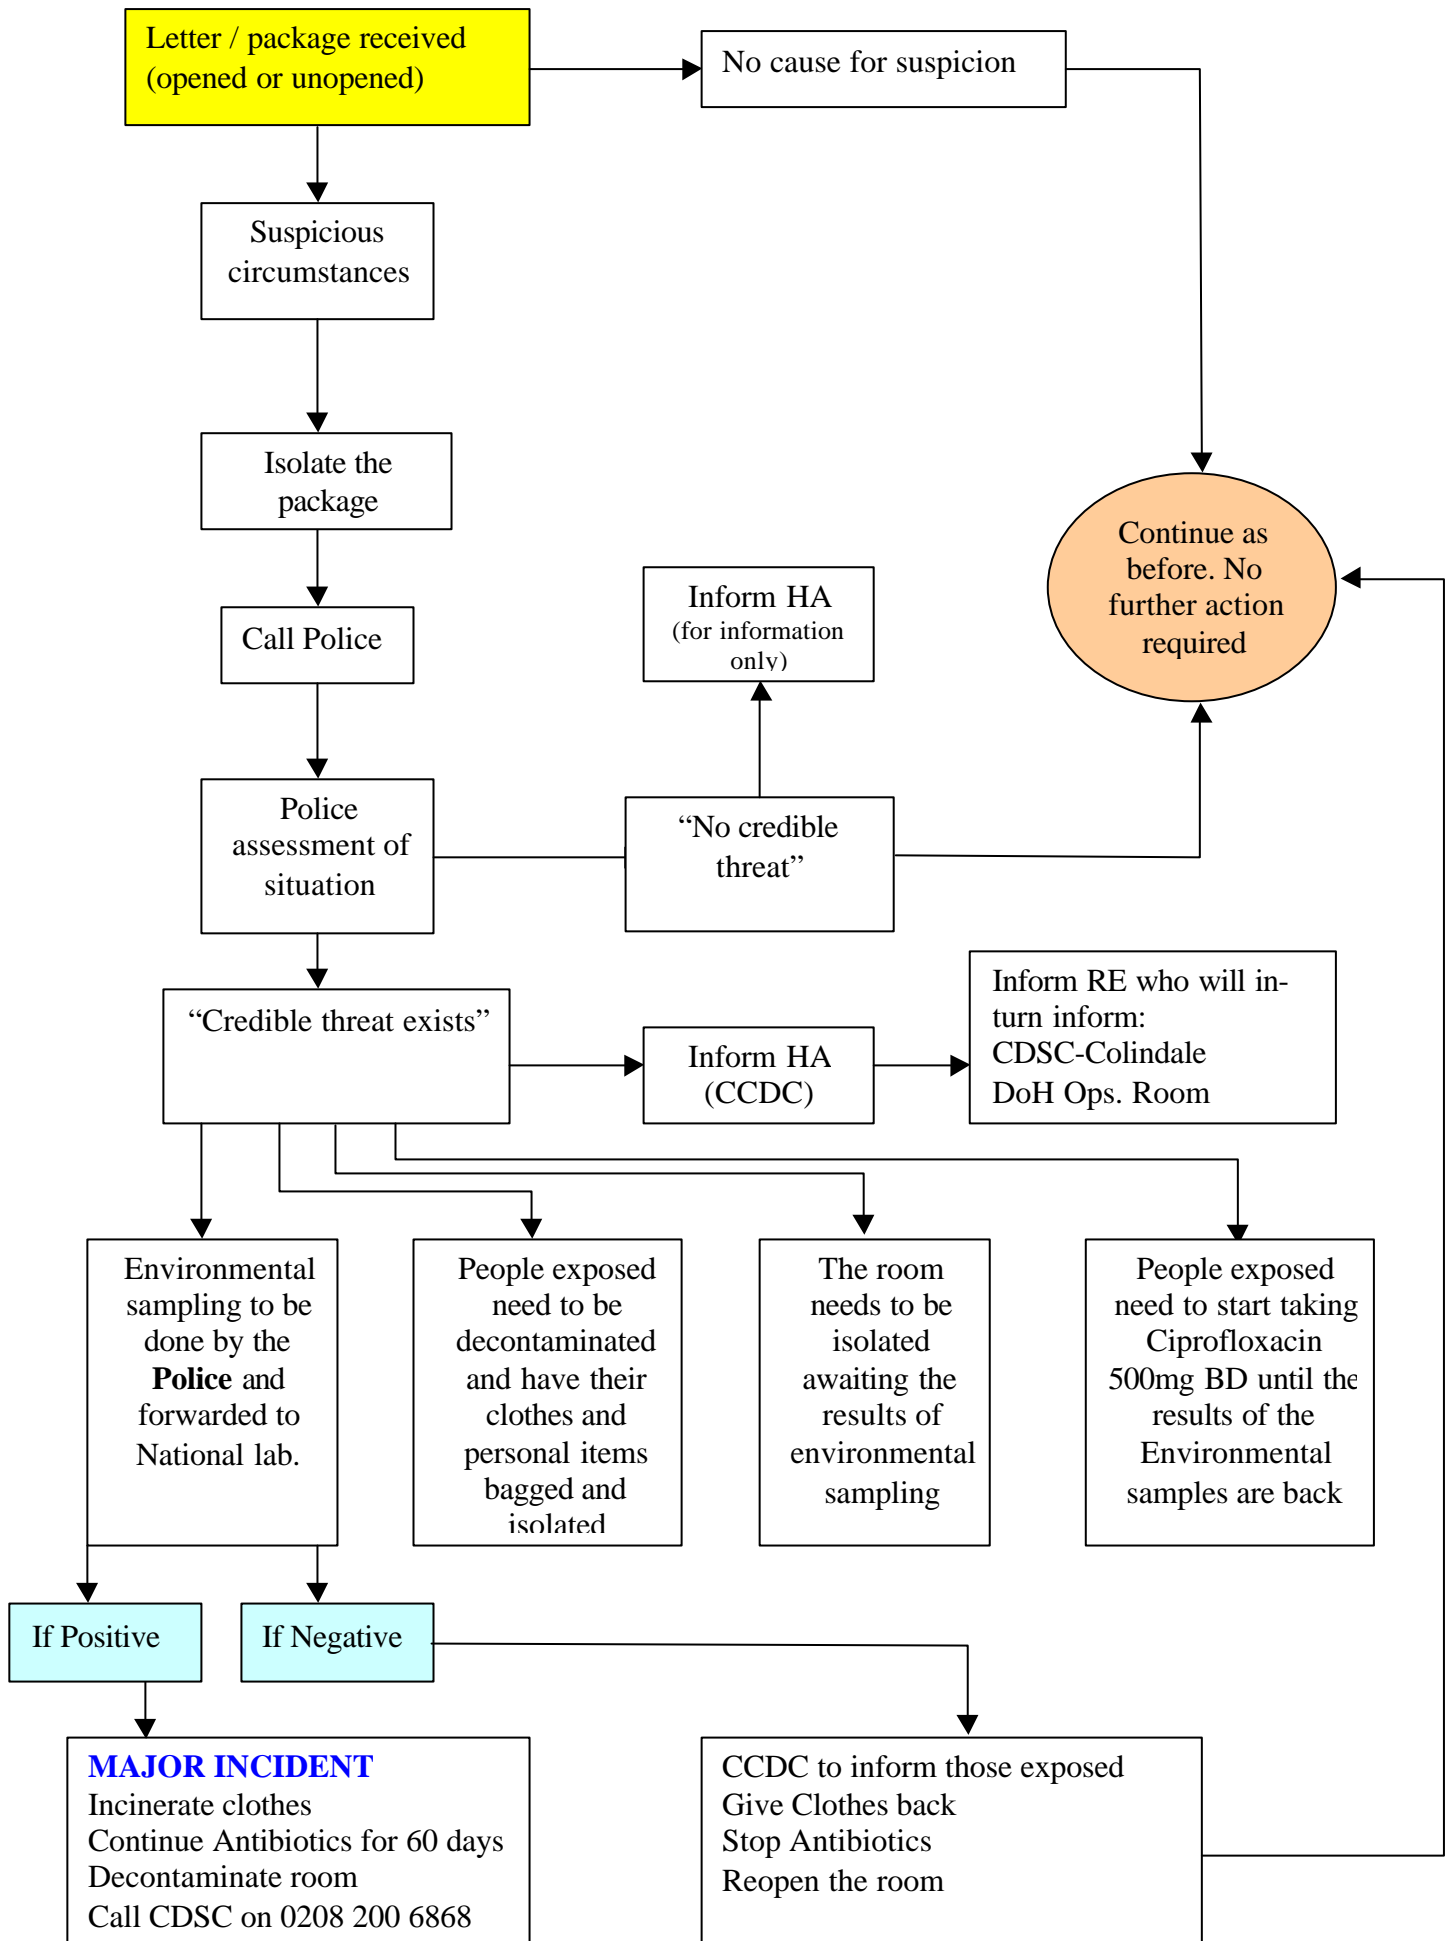 Letter / package received
(opened or unopened)
No cause for suspicion
Suspicious
circumstances
Isolate the
package
Continue as
before. No
further action
required
Inform HA
(for information
only)
Call Police
Police
assessment of
situation
“No credible
threat”
“Credible threat exists”
Inform HA
(CCDC)
Inform RE who will in-
turn inform:
CDSC-Colindale
DoH Ops. Room
Environmental
sampling to be
done by the
Police and
forwarded to
National lab.
People exposed
need to be
decontaminated
and have their
clothes and
personal items
bagged and
isolated
The room
needs to be
isolated
awaiting the
results of
environmental
sampling
People exposed
need to start taking
Ciprofloxacin
500mg BD until the
results of the
Environmental
samples are back
If Positive
If Negative
MAJOR INCIDENT
Incinerate clothes
Continue Antibiotics for 60 days
Decontaminate room
Call CDSC on 0208 200 6868
CCDC to inform those exposed
Give Clothes back
Stop Antibiotics
Reopen the room